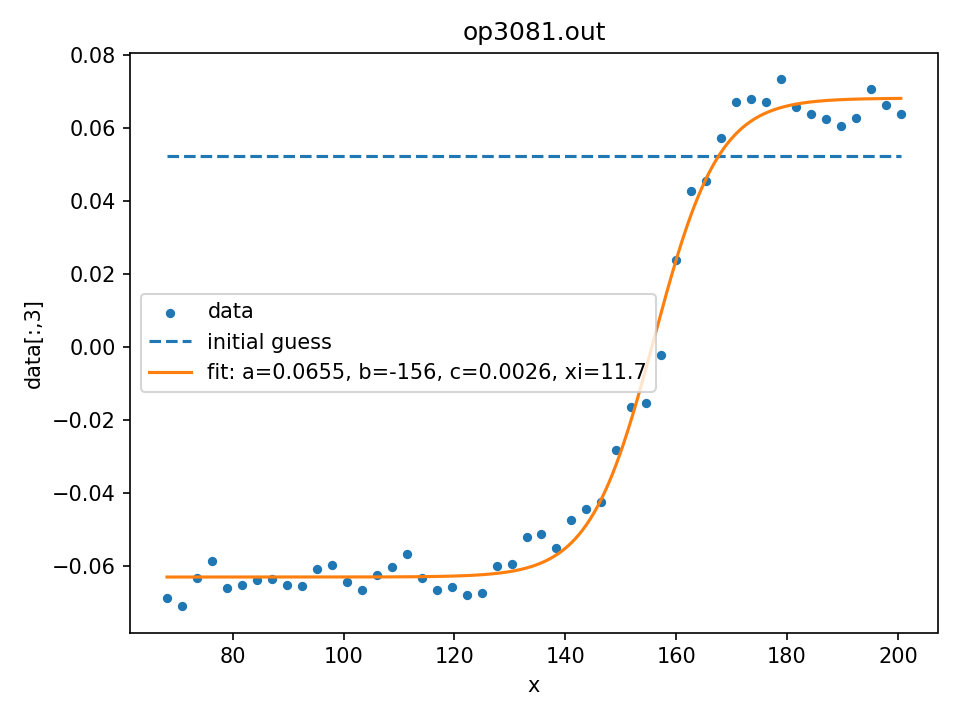 op3081.out
0.08
0.06
0.04
0.02
0.00
−0.02
−0.04
−0.06
data[:,3]
data
initial guess
fit: a=0.0655, b=-156, c=0.0026, xi=11.7
80 100 120 140 160 180 200
x